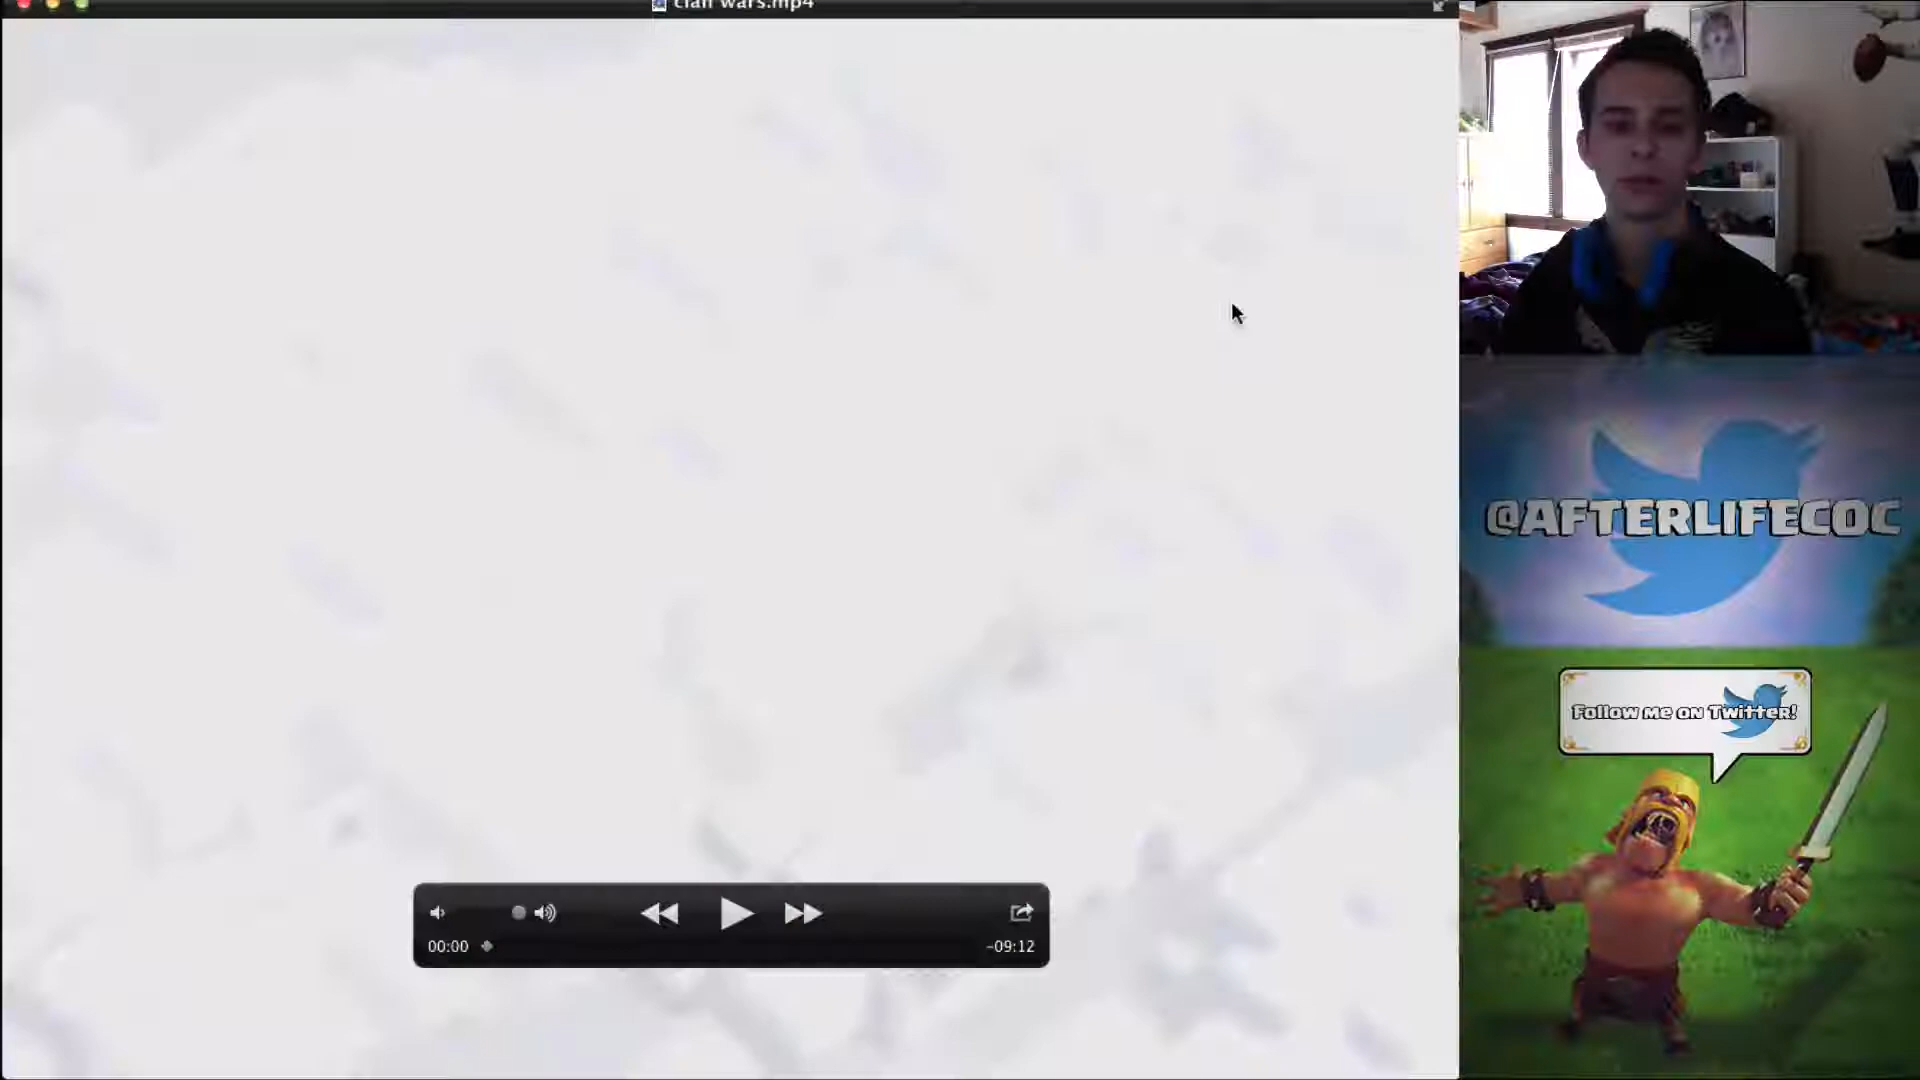 clan wars.mp4
@AFTERLIFECOC
Follow me on Twitter!
00:00
-09:12